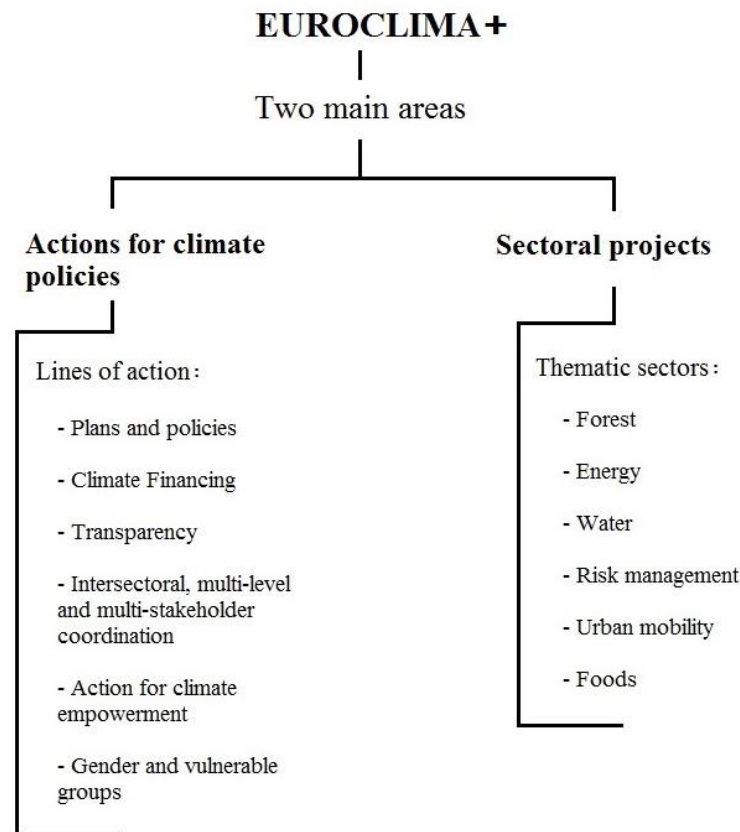 EUROCLIMA+
Two main areas
Actions for climate
policies
Lines of action:
- Plans and policies
- Climate Financing
- Transparency
- Intersectoral, multi-level
and multi-stakeholder
coordination
- Action for climate
empowerment
- Gender and vulnerable
groups
Sectoral projects
Thematic sectors:
- Forest
- Energy
- Water
- Risk management
- Urban mobility
- Foods